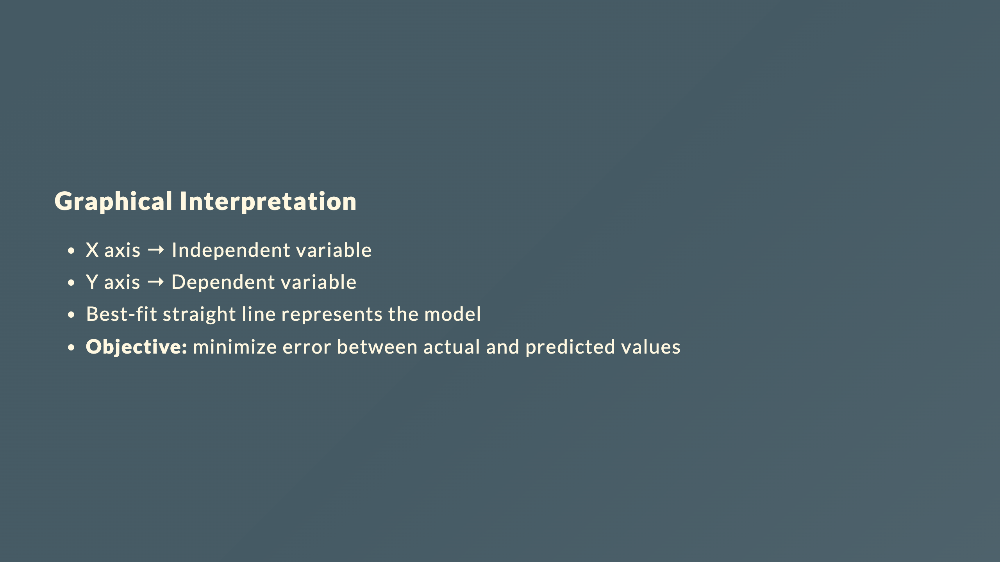 Graphical Interpretation
• X axis → Independent variable
• Y axis → Dependent variable
• Best-fit straight line represents the model
• Objective: minimize error between actual and predicted values